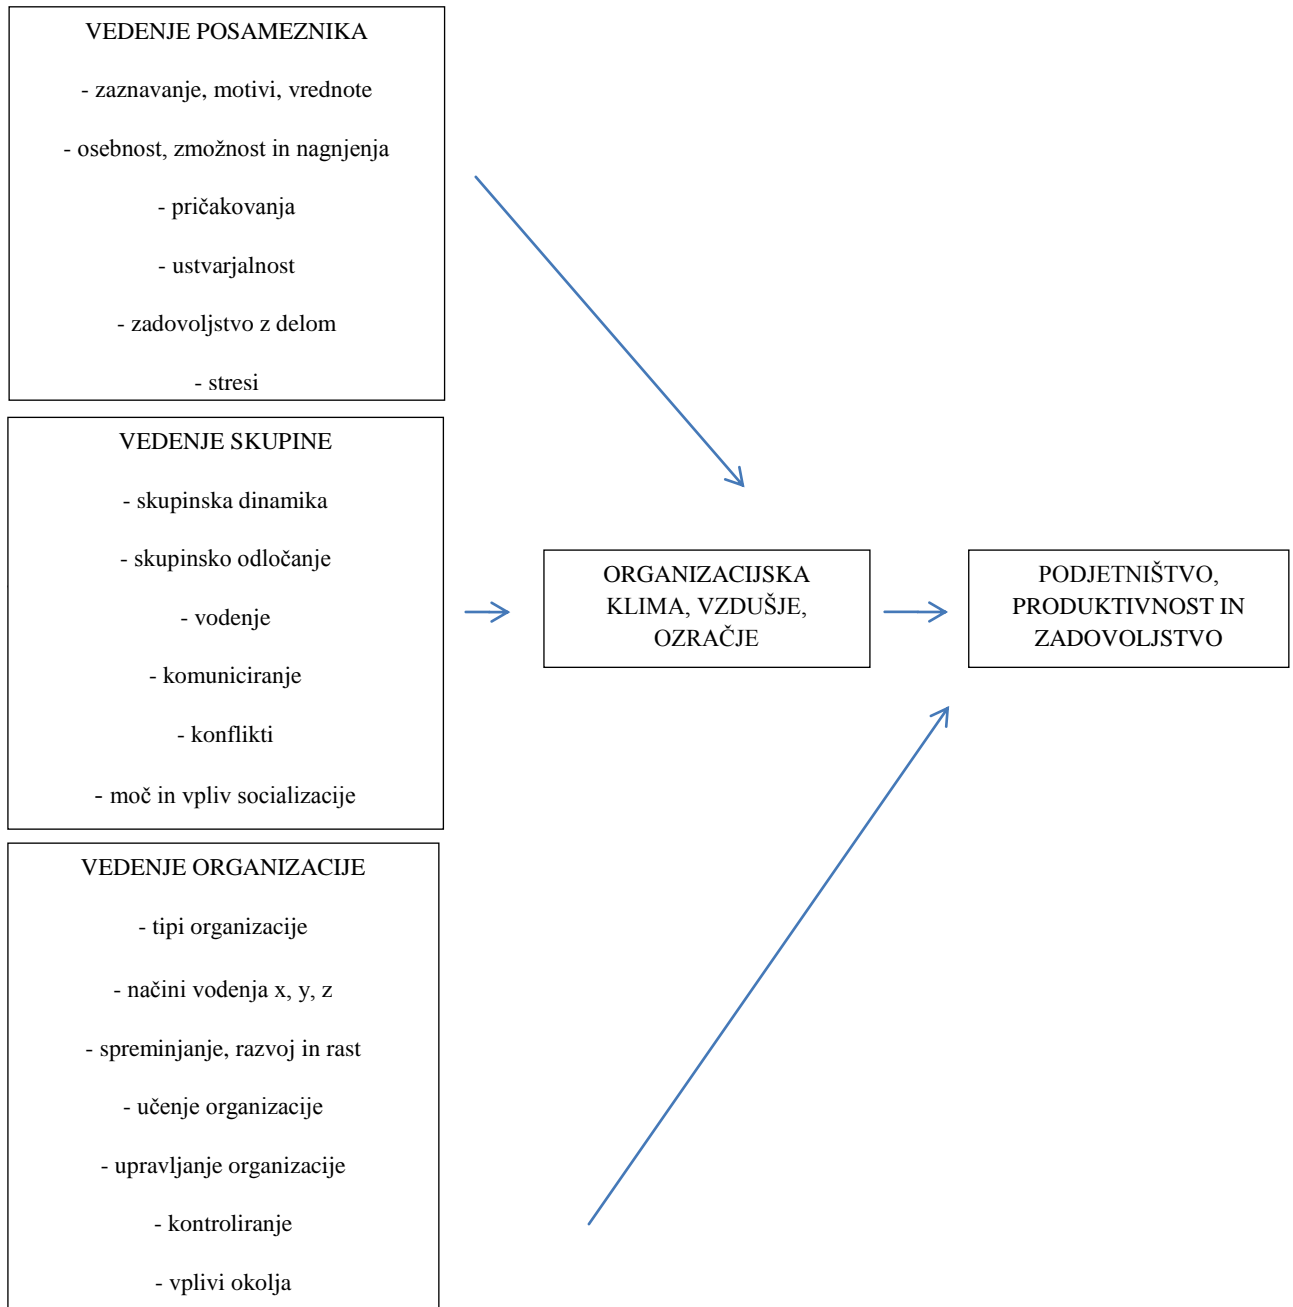 VEDENJE POSAMEZNIKA
- zaznavanje, motivi, vrednote
- osebnost, zmožnost in nagnjenja
- pričakovanja
- ustvarjalnost
- zadovoljstvo z delom
- stresi
VEDENJE SKUPINE
- skupinska dinamika
- skupinsko odločanje
- vodenje
- komuniciranje
- konflikti
- moč in vpliv socializacije
ORGANIZACIJSKA
KLIMA, VZDUŠJE,
OZRAČJE
PODJETNIŠTVO,
PRODUKTIVNOST IN
ZADOVOLJSTVO
VEDENJE ORGANIZACIJE
- tipi organizacije
- načini vodenja x, y, z
- spreminjanje, razvoj in rast
- učenje organizacije
- upravljanje organizacije
- kontroliranje
- vplivi okolja